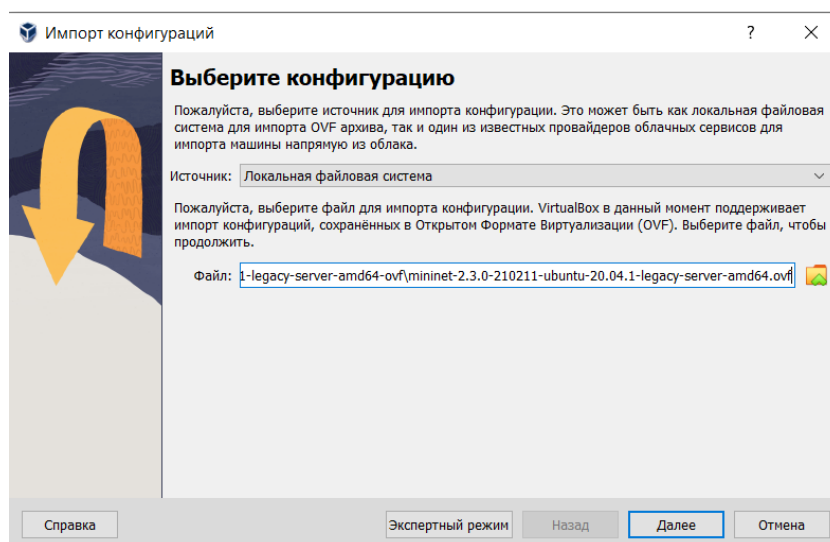 Импорт конфигураций
?
Выберите конфигурацию
Пожалуйста, выберите источник для импорта конфигурации. Это может быть как локальная файловая
система для импорта OVF архива, так и один из известных провайдеров облачных сервисов для
импорта машины напрямую из облака.
Источник: Локальная файловая система
Пожалуйста, выберите файл для импорта конфигурации. VirtualBox в данный момент поддерживает
импорт конфигураций, сохранённых в Открытом Формате Виртуализации (OVF). Выберите файл, чтобы
продолжить.
Файл: 1-legacy-server-amd64-ovf\mininet-2.3.0-210211-ubuntu-20.04.1-legacy-server-amd64.ovf
Справка Экспертный режим Назад Далее Отмена